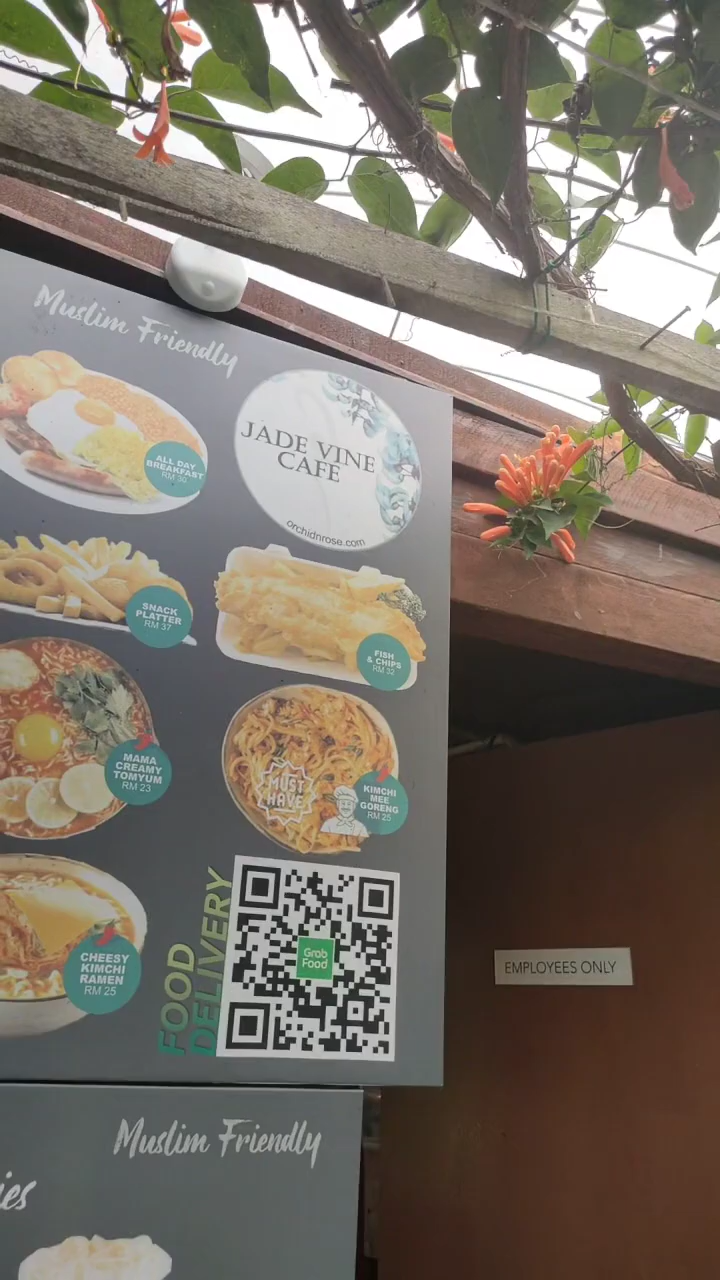 Muslim Friendly
ALL DAY
BREAKFAST
RM 30
JADE VINE
CAFE
orchidnrose.com
SNACK
PLATTER
RM 37
FISH
& CHIPS
RM 32
MAMA
CREAMY
TOMYUM
RM 23
MUST
HAVE
KIMCHI
MEE
GORENG
RM 25
CHEESY
KIMCHI
RAMEN
RM 25
FOOD
DELIVERY
Grab
Food
EMPLOYEES ONLY
Muslim Friendly